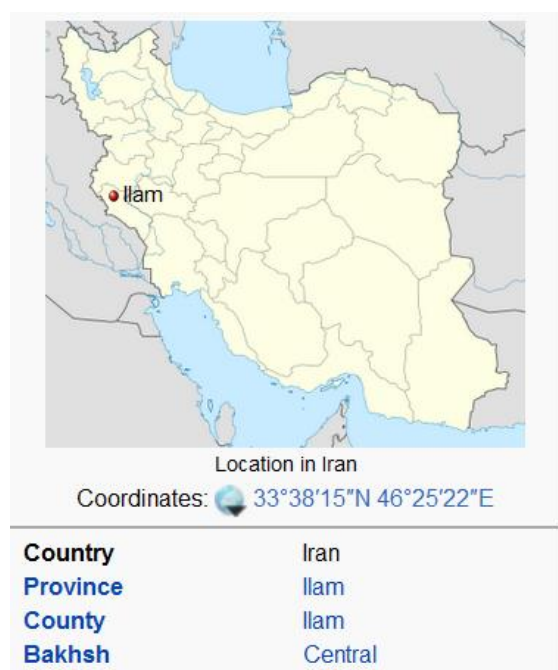 Ilam
Location in Iran
Coordinates: 33°38′15″N 46°25′22″E
Country Iran
Province Ilam
County Ilam
Bakhsh Central